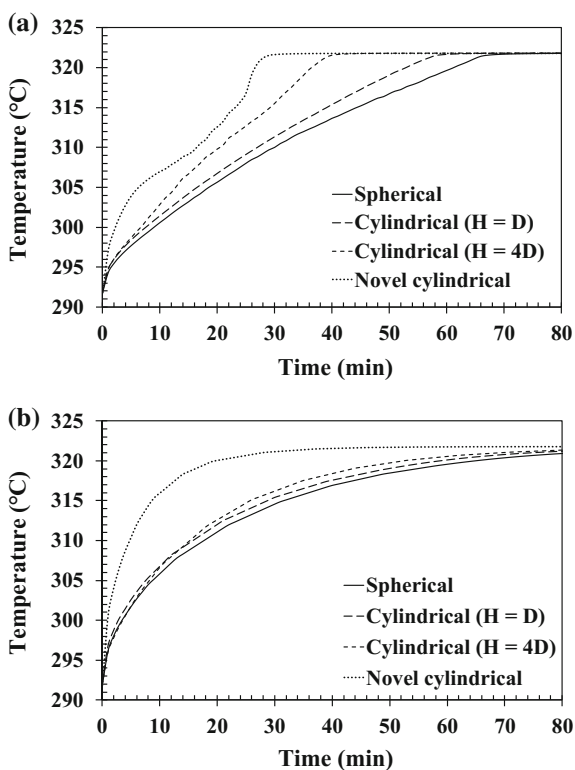 (a)
325
320
315
310
305
300
295
290
Temperature (°C)
Spherical
Cylindrical (H = D)
Cylindrical (H = 4D)
Novel cylindrical
0 10 20 30 40 50 60 70 80
Time (min)
(b)
325
320
315
310
305
300
295
290
Temperature (°C)
Spherical
Cylindrical (H = D)
Cylindrical (H = 4D)
Novel cylindrical
0 10 20 30 40 50 60 70 80
Time (min)